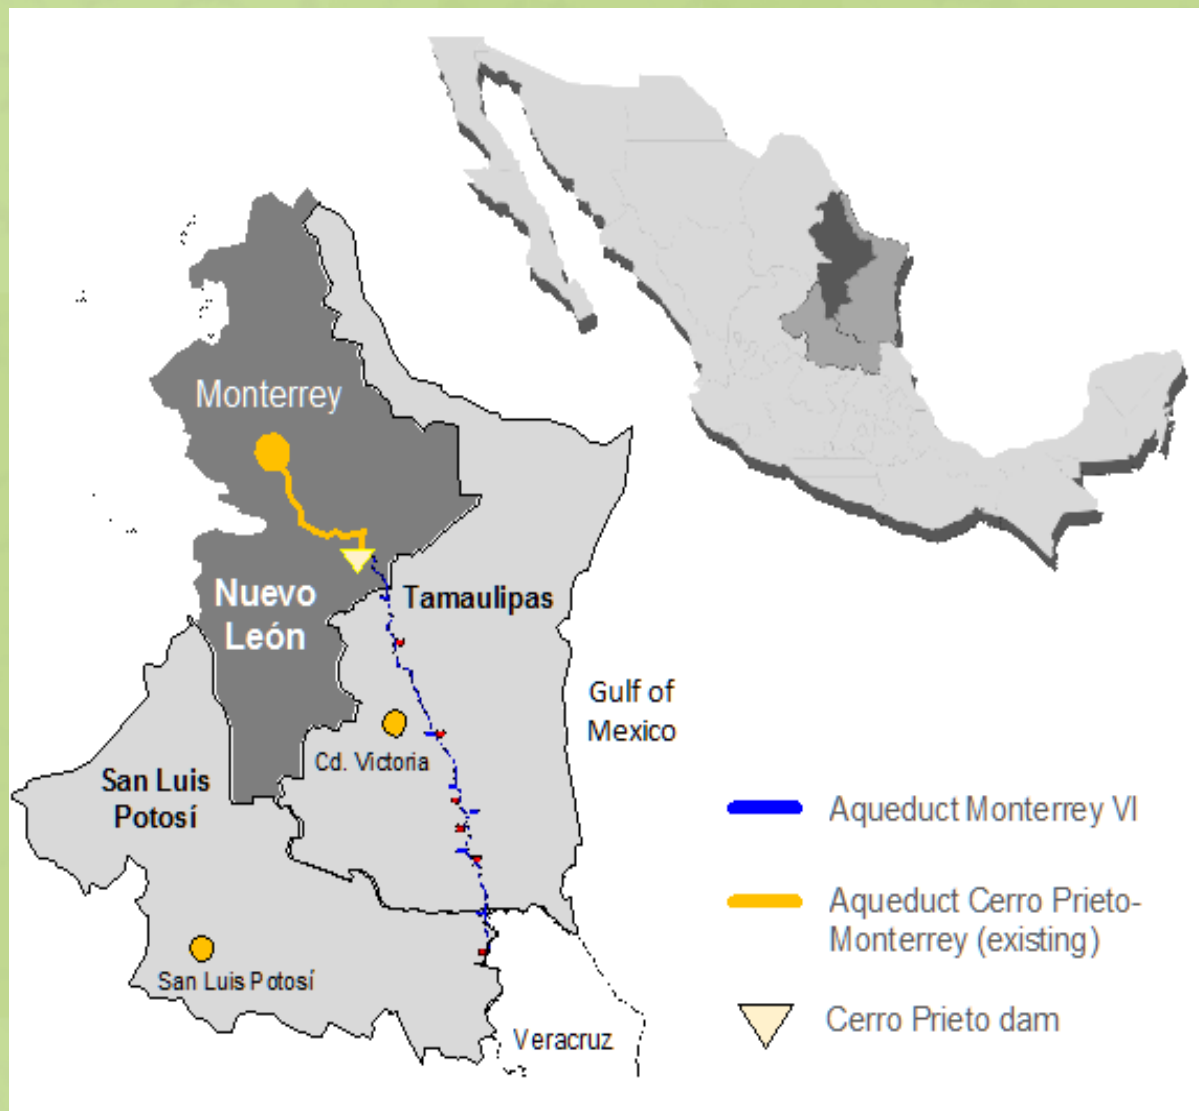 Monterrey
Nuevo
León
Tamaulipas
Gulf of
Mexico
Cd. Victoria
San Luis
Potosí
San Luis Potosí
Veracruz
Aqueduct Monterrey VI
Aqueduct Cerro Prieto-
Monterrey (existing)
Cerro Prieto dam